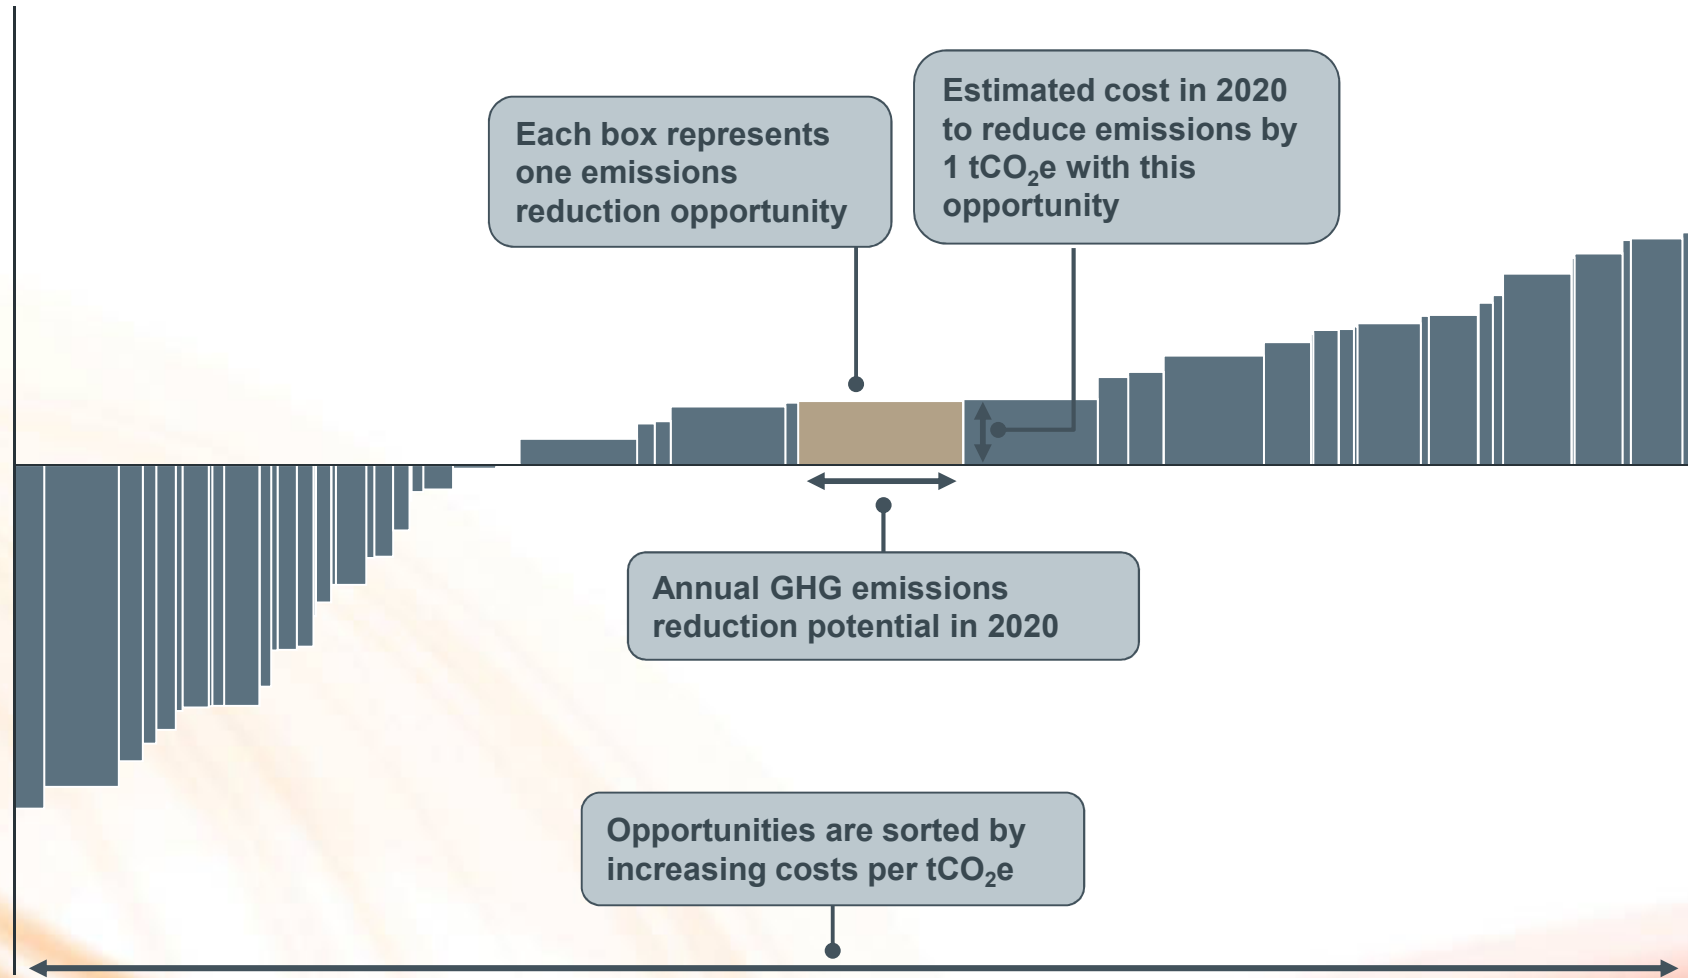 Each box represents
one emissions
reduction opportunity
Estimated cost in 2020
to reduce emissions by
1 tCO₂e with this
opportunity
Annual GHG emissions
reduction potential in 2020
Opportunities are sorted by
increasing costs per tCO₂e